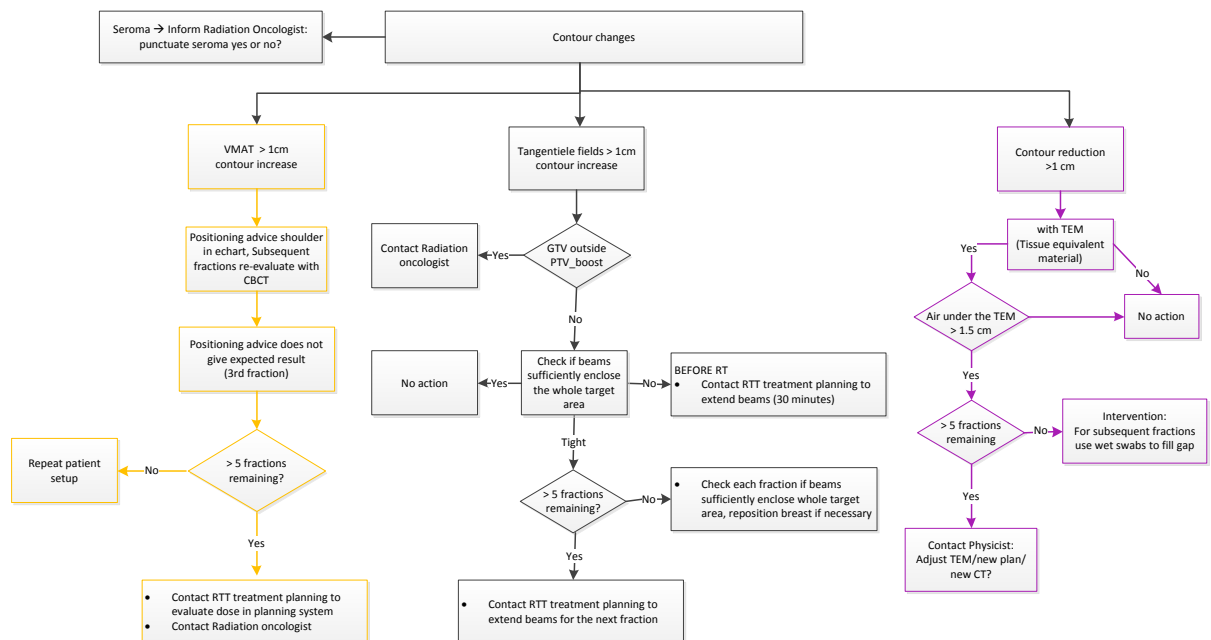 Seroma → Inform Radiation Oncologist:
punctuate seroma yes or no?
Contour changes
VMAT > 1cm
contour increase
Tangentiele fields > 1cm
contour increase
Contour reduction
>1 cm
Positioning advice shoulder
in echart, Subsequent
fractions re-evaluate with
CBCT
Contact Radiation
oncologist
Yes
GTV outside
PTV_boost
with TEM
(Tissue equivalent
material)
Yes
No
No
Air under the TEM
> 1.5 cm
No action
Positioning advice does not
give expected result
(3rd fraction)
No action
Yes
Check if beams
sufficiently enclose
the whole target
area
No
BEFORE RT
• Contact RTT treatment planning to
extend beams (30 minutes)
Yes
Tight
> 5 fractions
remaining
No
Intervention:
For subsequent fractions
use wet swabs to fill gap
Repeat patient
setup
No
> 5 fractions
remaining?
> 5 fractions
remaining?
No
• Check each fraction if beams
sufficiently enclose whole target
area, reposition breast if necessary
Yes
Yes
Yes
Contact Physicist:
Adjust TEM/new plan/
new CT?
• Contact RTT treatment planning to
evaluate dose in planning system
• Contact Radiation oncologist
• Contact RTT treatment planning to
extend beams for the next fraction